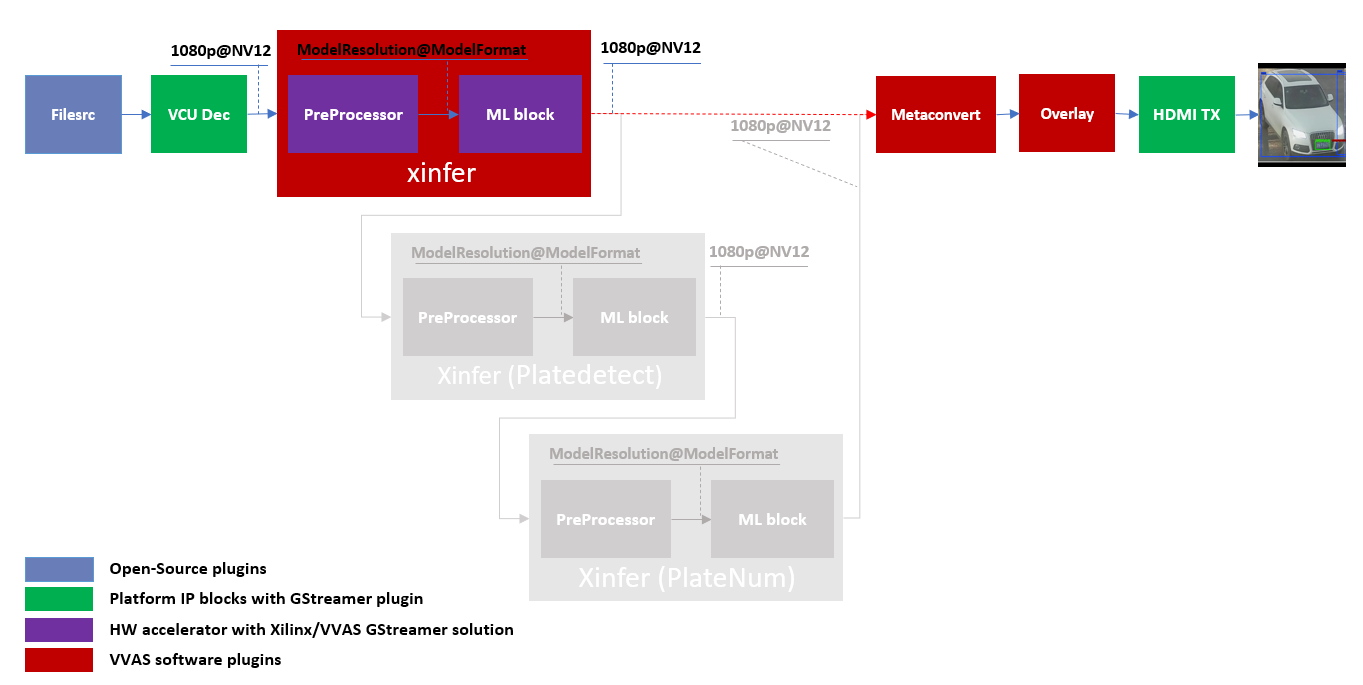 1080p@NV12
ModelResolution@ModelFormat
1080p@NV12
Filesrc
VCU Dec
PreProcessor
ML block
xinfer
1080p@NV12
Metaconvert
Overlay
HDMI TX
ModelResolution@ModelFormat
1080p@NV12
PreProcessor
ML block
Xinfer (Platedetect)
ModelResolution@ModelFormat
PreProcessor
ML block
Xinfer (PlateNum)
Open-Source plugins
Platform IP blocks with GStreamer plugin
HW accelerator with Xilinx/VVAS GStreamer solution
VVAS software plugins